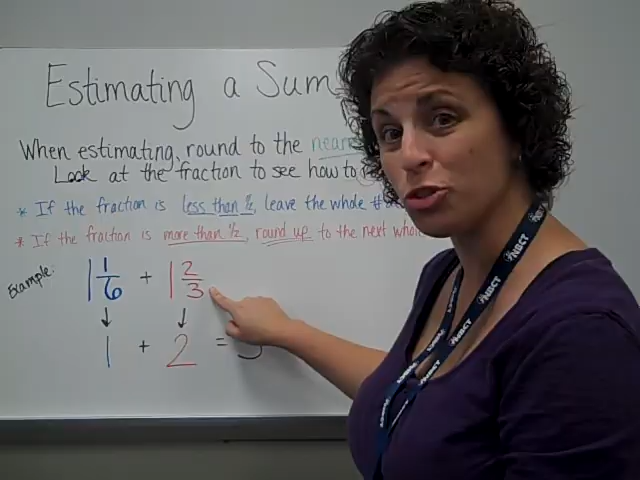 Estimating a Sum
When estimating, round to the
Look at the fraction to see how to
* If the fraction is less than 1/2, leave the whole #
* If the fraction is more than 1/2, round up to the next whole
Example: 1 1/6 + 1 2/3
↓ ↓
1 + 2 =
NBCT
NBCT